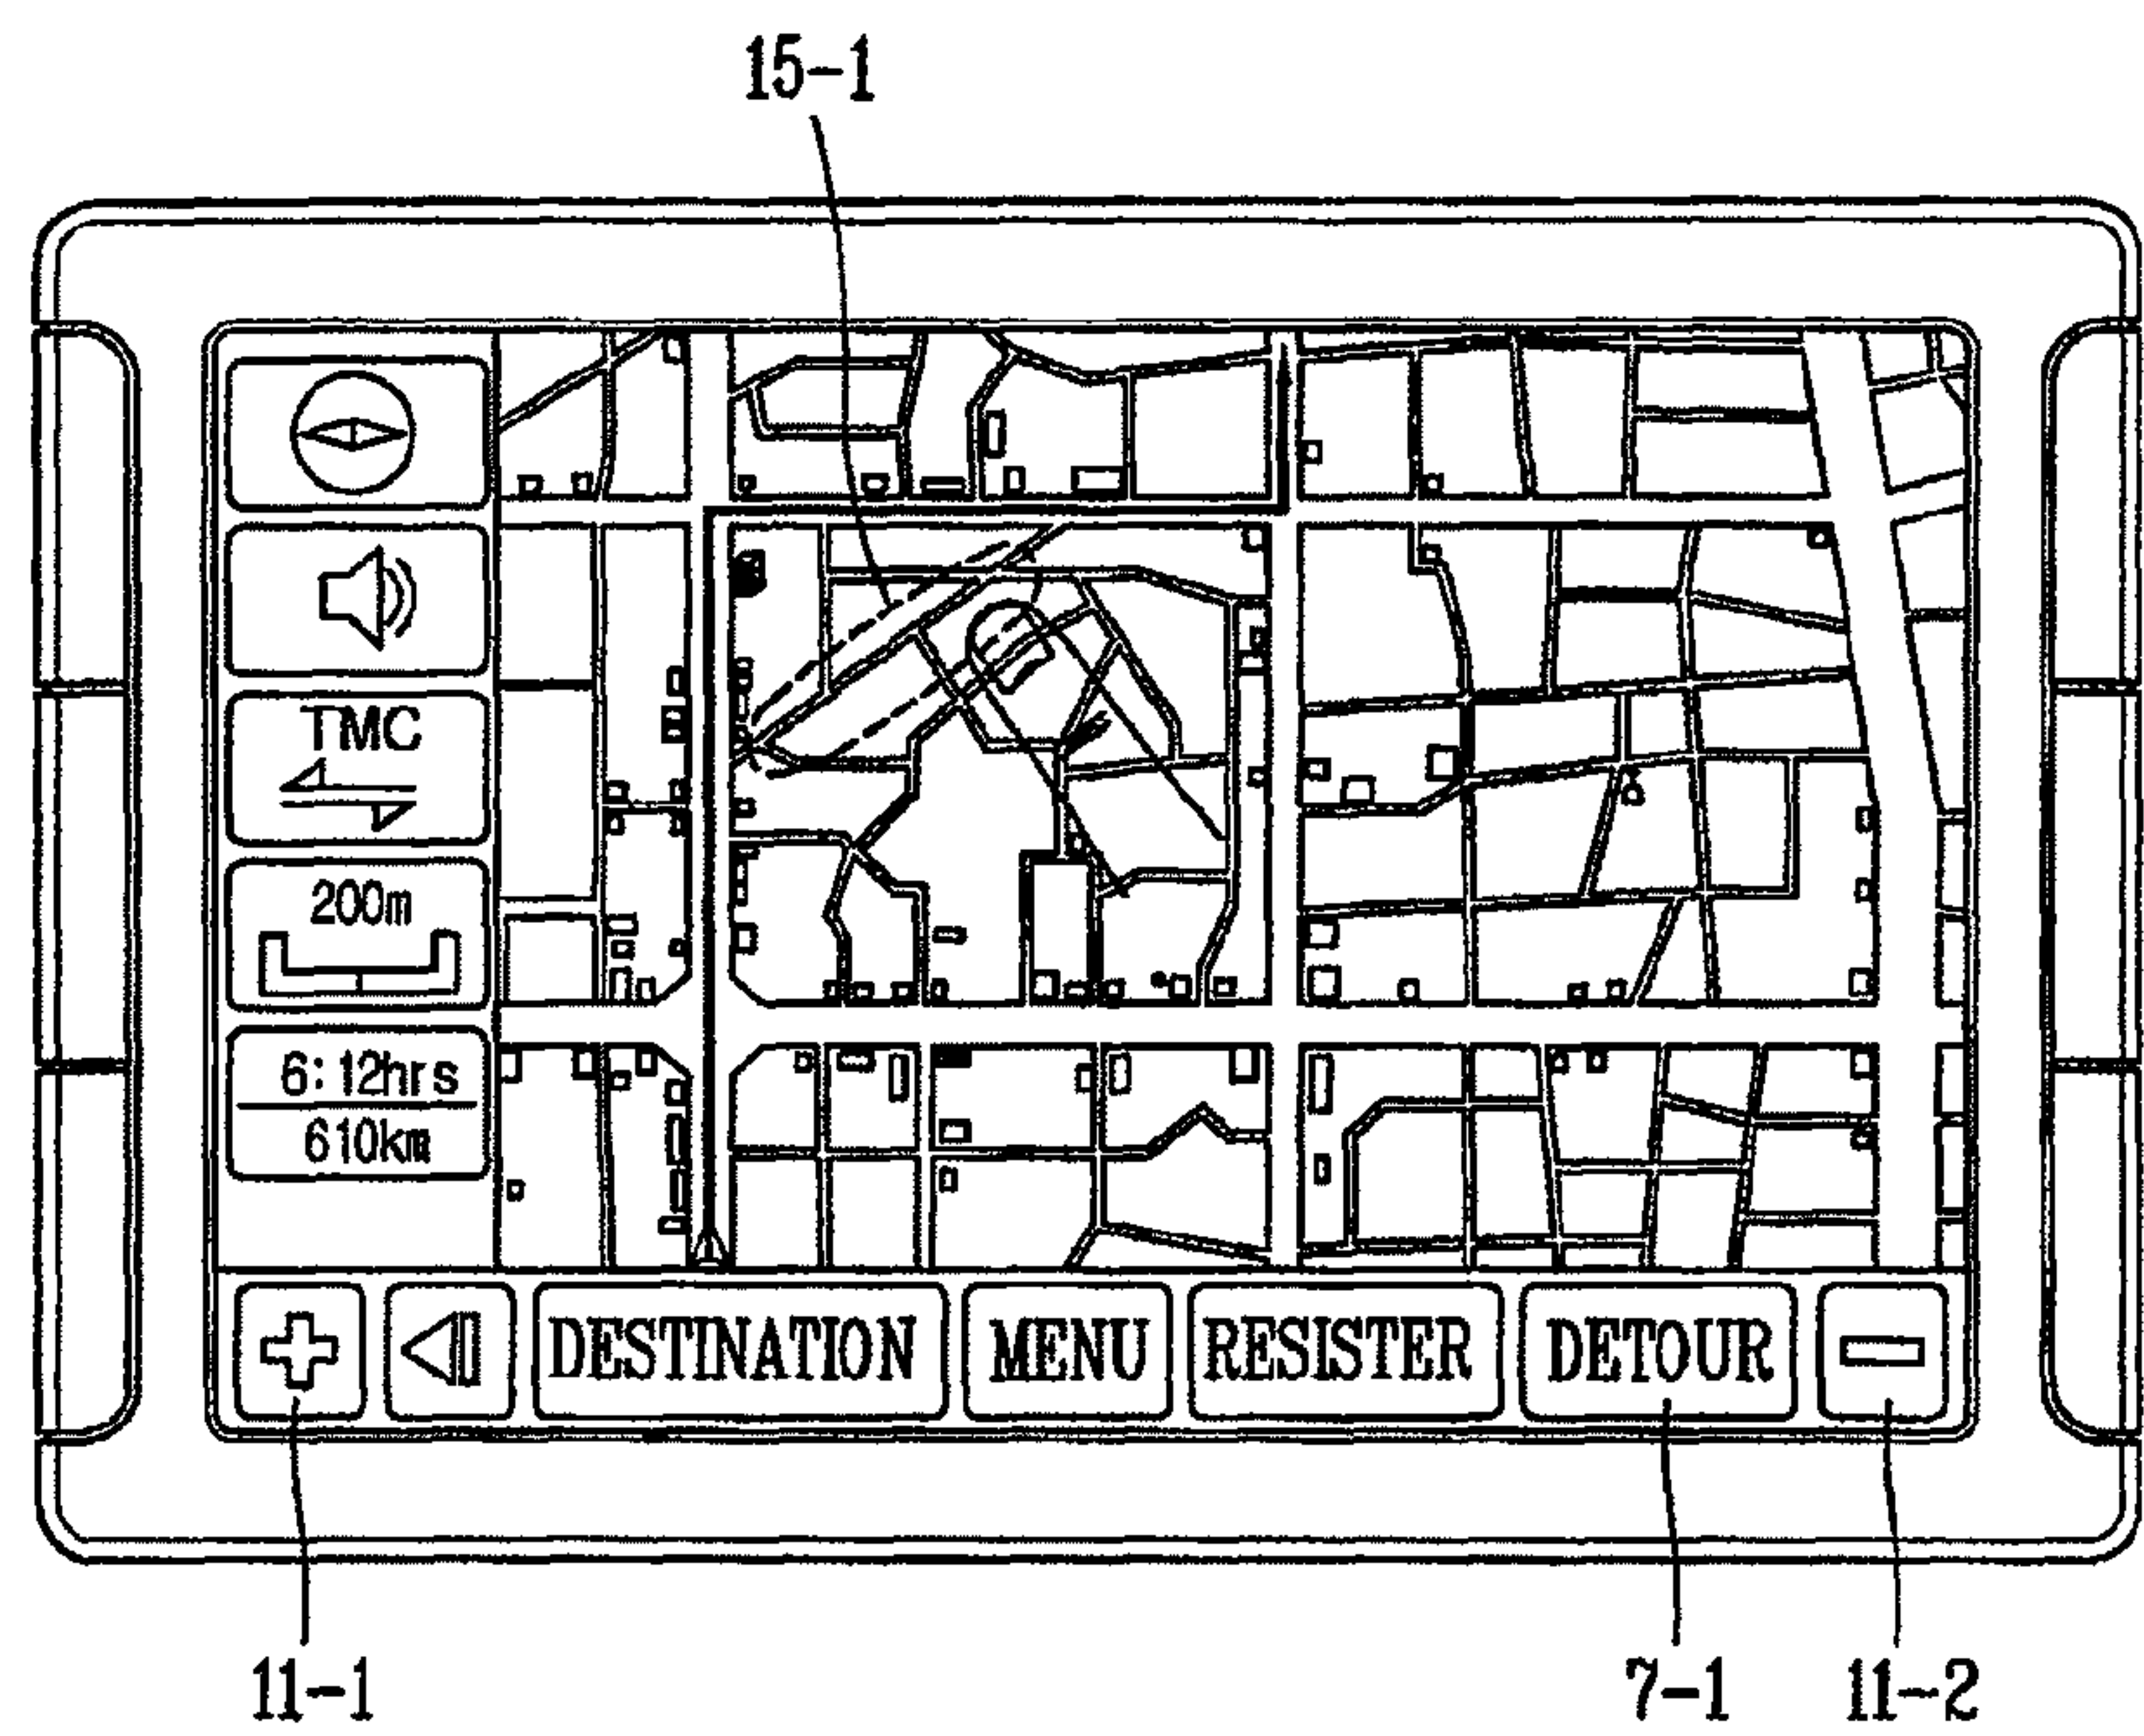 15-1
TMC
200m
6:12hrs
610km
DESTINATION MENU RESISTER DETOUR
11-1 7-1 11-2